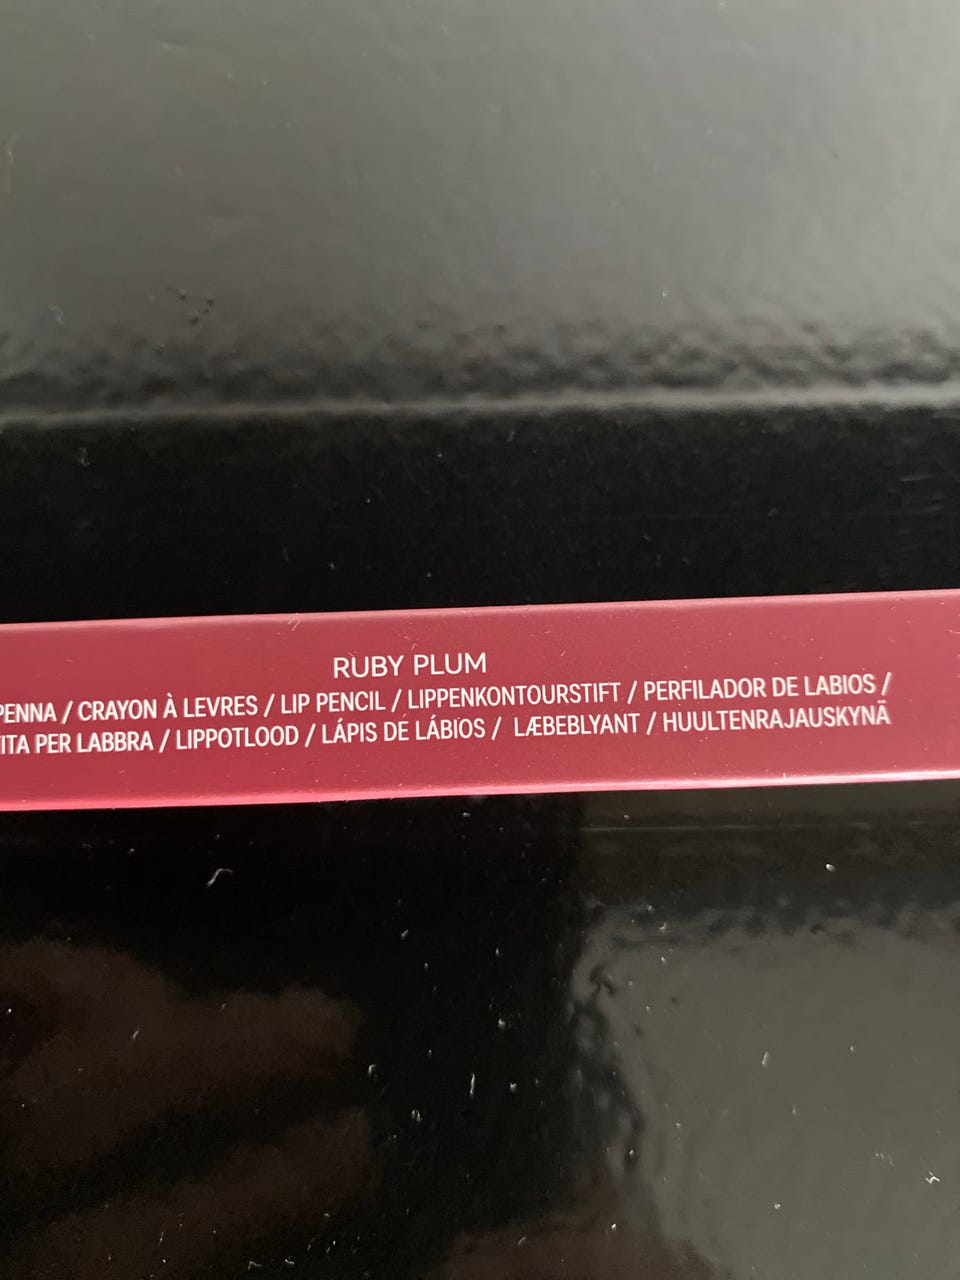 RUBY PLUM
PENNA / CRAYON À LEVRES / LIP PENCIL / LIPPENKONTOURSTIFT / PERFILADOR DE LABIOS /
PER LABBRA / LIPPOTLOOD / LÁPIS DE LÁBIOS / LÆBEBLYANT / HUULTENRAJAUSKYNÄ